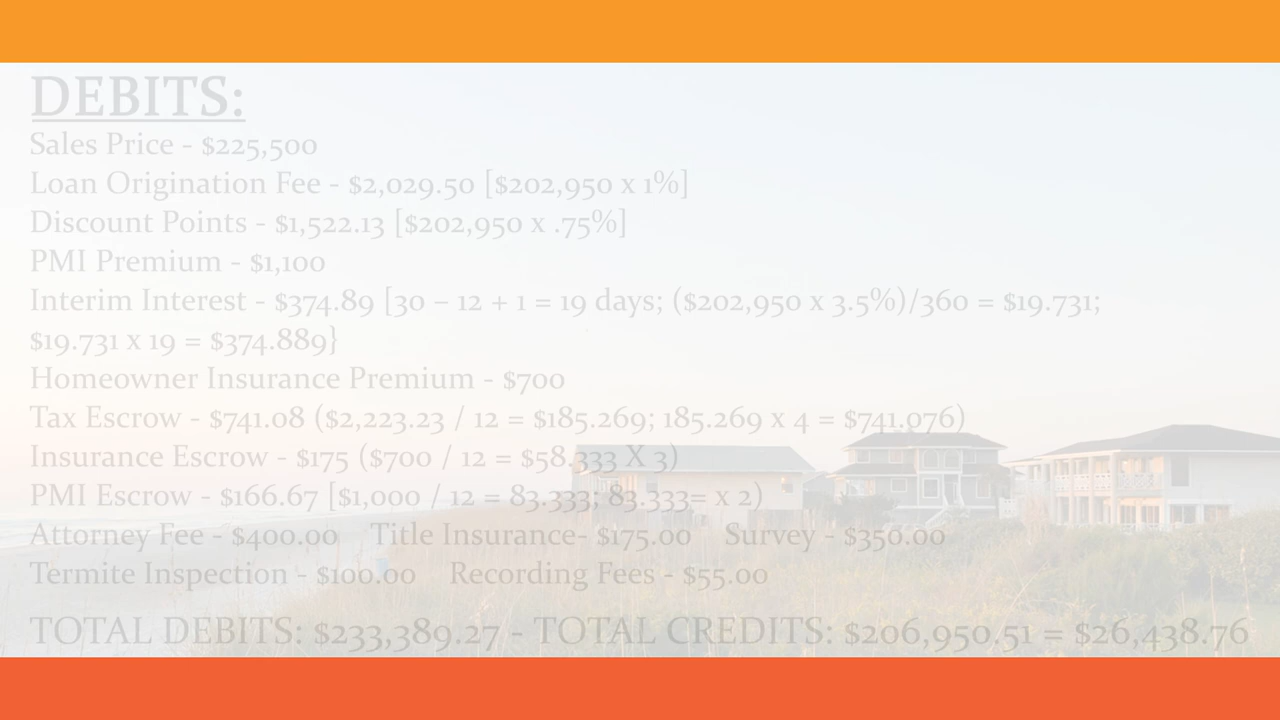 DEBITS:
Sales Price - $225,500
Loan Origination Fee - $2,029.50 [$202,950 x 1%]
Discount Points - $1,522.13 [$202,950 x .75%]
PMI Premium - $1,100
Interim Interest - $374.89 [30 – 12 + 1 = 19 days; ($202,950 x 3.5%)/360 = $19.731;
$19.731 x 19 = $374.889}
Homeowner Insurance Premium - $700
Tax Escrow - $741.08 ($2,223.23 / 12 = $185.269; 185.269 x 4 = $741.076)
Insurance Escrow - $175 ($700 / 12 = $58.333 X 3)
PMI Escrow - $166.67 [$1,000 / 12 = 83.333; 83.333= x 2)
Attorney Fee - $400.00 Title Insurance- $175.00 Survey - $350.00
Termite Inspection - $100.00 Recording Fees - $55.00
TOTAL DEBITS: $233,389.27 - TOTAL CREDITS: $206,950.51 = $26,438.76